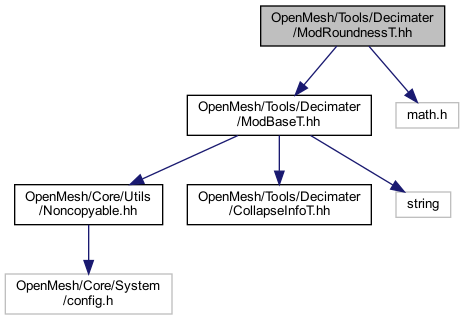 OpenMesh/Tools/Decimater
/ModRoundnessT.hh
OpenMesh/Tools/Decimater
/ModBaseT.hh
math.h
OpenMesh/Core/Utils
/Noncopyable.hh
OpenMesh/Tools/Decimater
/CollapseInfoT.hh
string
OpenMesh/Core/System
/config.h